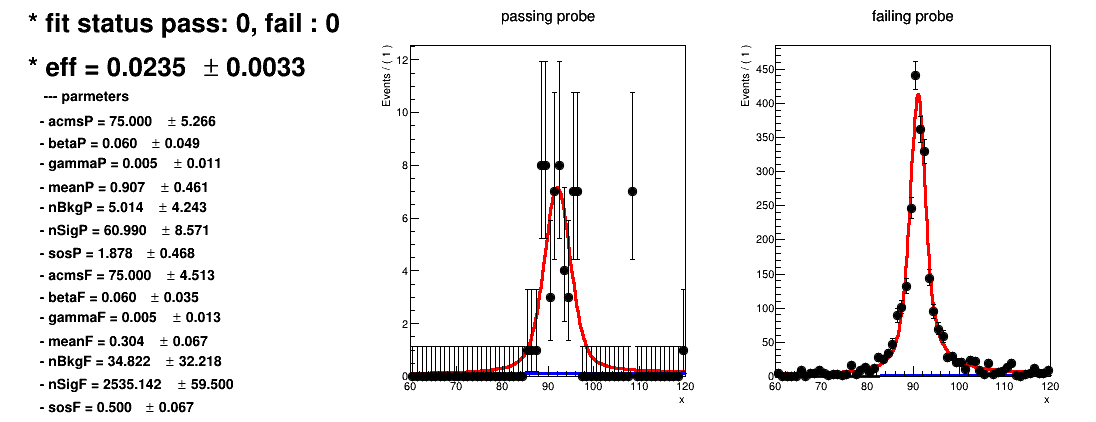 * fit status pass: 0, fail : 0
* eff = 0.0235 ± 0.0033
--- parmeters
- acmsP = 75.000 ± 5.266
- betaP = 0.060 ± 0.049
- gammaP = 0.005 ± 0.011
- meanP = 0.907 ± 0.461
- nBkgP = 5.014 ± 4.243
- nSigP = 60.990 ± 8.571
- sosP = 1.878 ± 0.468
- acmsF = 75.000 ± 4.513
- betaF = 0.060 ± 0.035
- gammaF = 0.005 ± 0.013
- meanF = 0.304 ± 0.067
- nBkgF = 34.822 ± 32.218
- nSigF = 2535.142 ± 59.500
- sosF = 0.500 ± 0.067
passing probe
Events / ( 1 )
12
10
8
6
4
2
0
60 70 80 90 100 110 120
x
failing probe
Events / ( 1 )
450
400
350
300
250
200
150
100
50
0
60 70 80 90 100 110 120
x